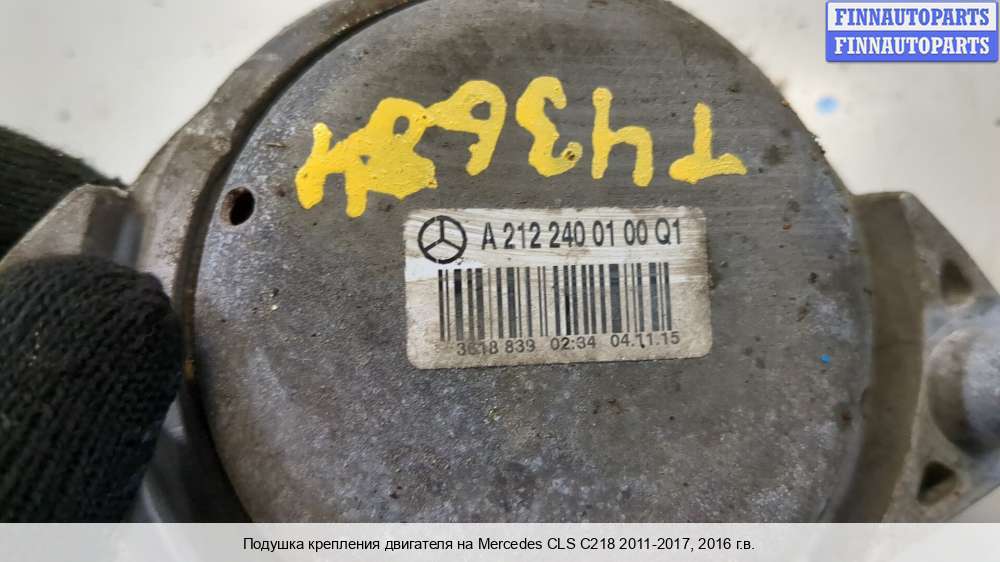 FINNAUTOPARTS
FINNAUTOPARTS
A 212 240 01 00 Q1
3618 839 02:34 04.11.15
Подушка крепления двигателя на Mercedes CLS C218 2011-2017, 2016 г.в.